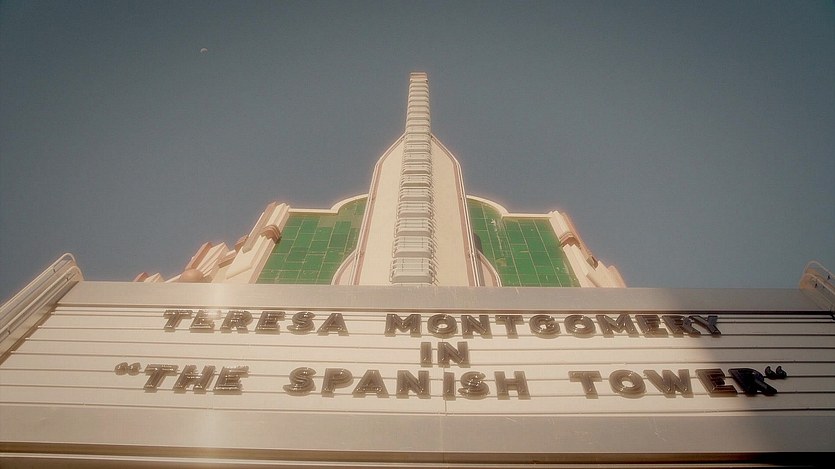 TERESA MONTGOMERY
IN
“THE SPANISH TOWER“